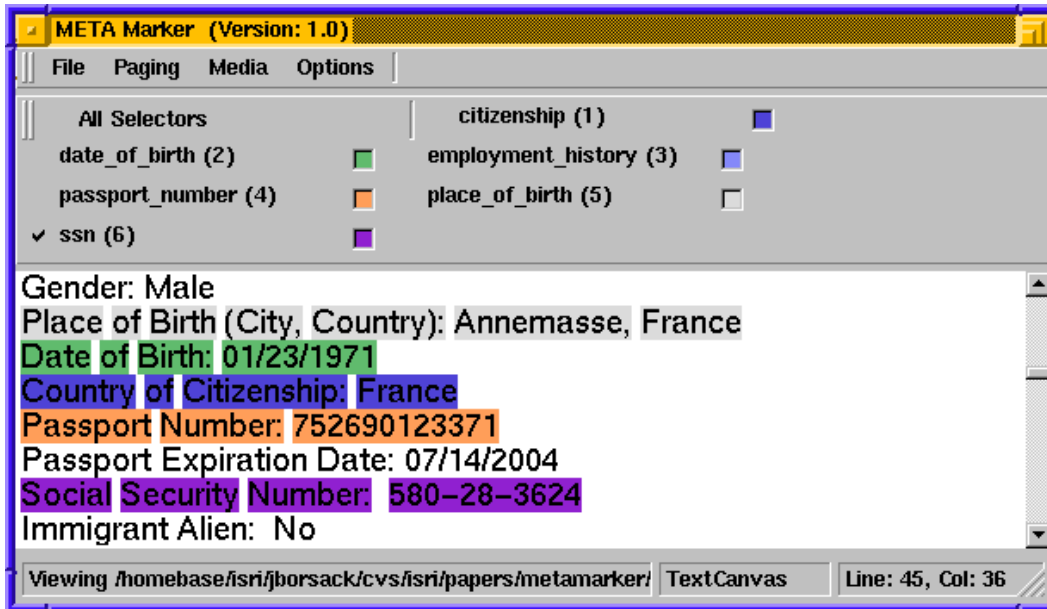 META Marker (Version: 1.0)
File Paging Media Options
All Selectors citizenship (1)
date_of_birth (2) employment_history (3)
passport_number (4) place_of_birth (5)
ssn (6)
Gender: Male
Place of Birth (City, Country): Annemasse, France
Date of Birth: 01/23/1971
Country of Citizenship: France
Passport Number: 752690123371
Passport Expiration Date: 07/14/2004
Social Security Number: 580-28-3624
Immigrant Alien: No
Viewing /homebase/isri/jborsack/cvs/isri/papers/metamarker/ TextCanvas Line: 45, Col: 36